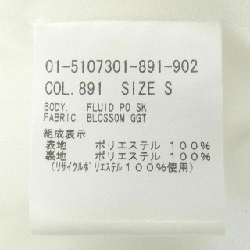 01-5107301-891-902
COL.891 SIZE S
BODY. FLUID PO SK
FABRIC BLOSSOM GGT
組成表示
表地 ポリエステル 100%
裏地 ポリエステル 100%
(リサイクルポリエステル100%使用)